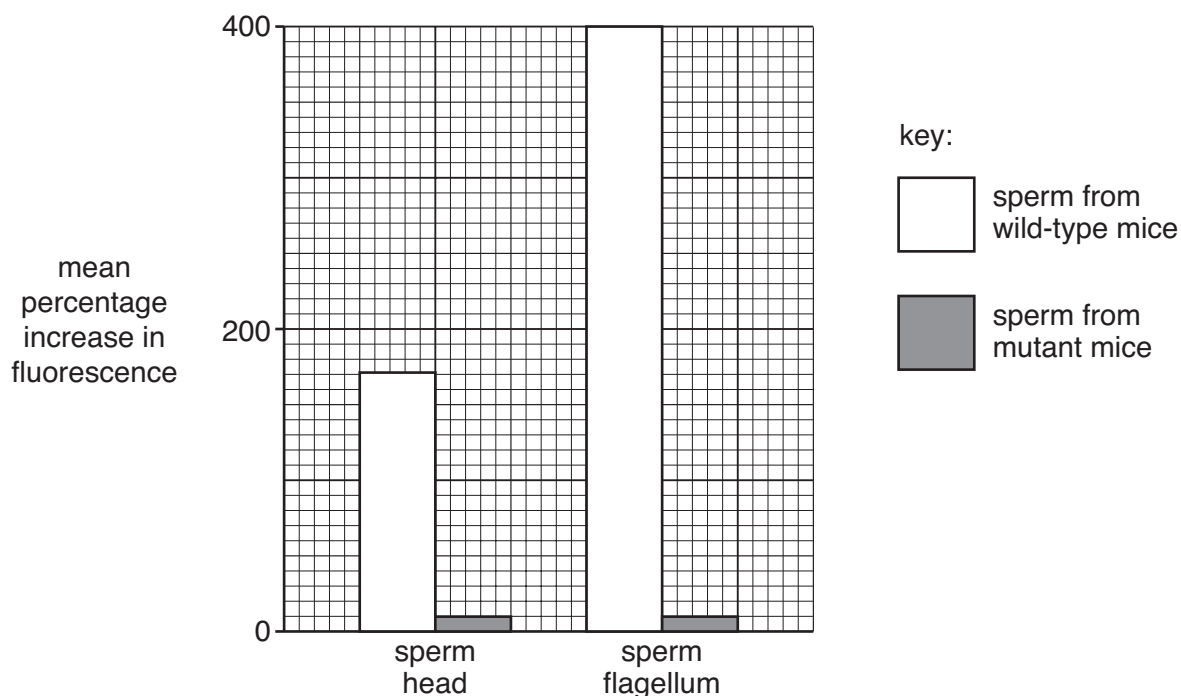 400
200
0
mean
percentage
increase in
fluorescence
sperm
head
sperm
flagellum
key:
sperm from
wild-type mice
sperm from
mutant mice